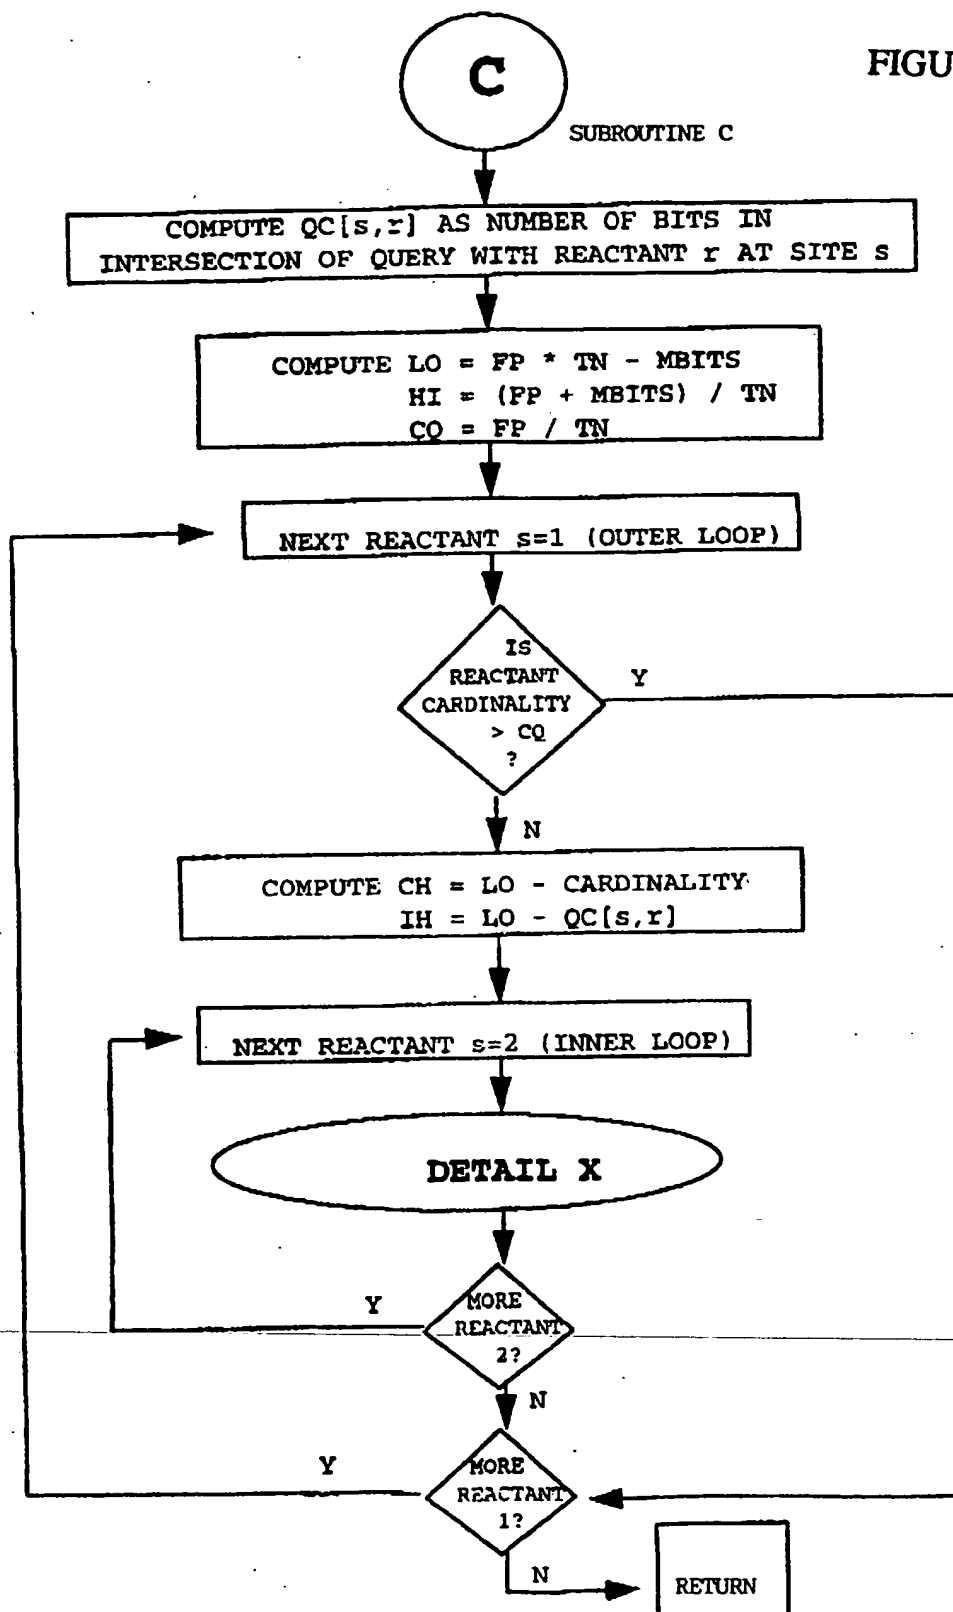 C
FIGU
SUBROUTINE C
COMPUTE QC[s,r] AS NUMBER OF BITS IN
INTERSECTION OF QUERY WITH REACTANT r AT SITE s
COMPUTE LO = FP * TN - MBITS
HI = (FP + MBITS) / TN
CQ = FP / TN
NEXT REACTANT s=1 (OUTER LOOP)
IS
REACTANT
CARDINALITY
> CQ
?
Y
N
COMPUTE CH = LO - CARDINALITY
IH = LO - QC[s,r]
NEXT REACTANT s=2 (INNER LOOP)
DETAIL X
MORE
REACTANT
2?
Y
N
MORE
REACTANT
1?
Y
N
RETURN